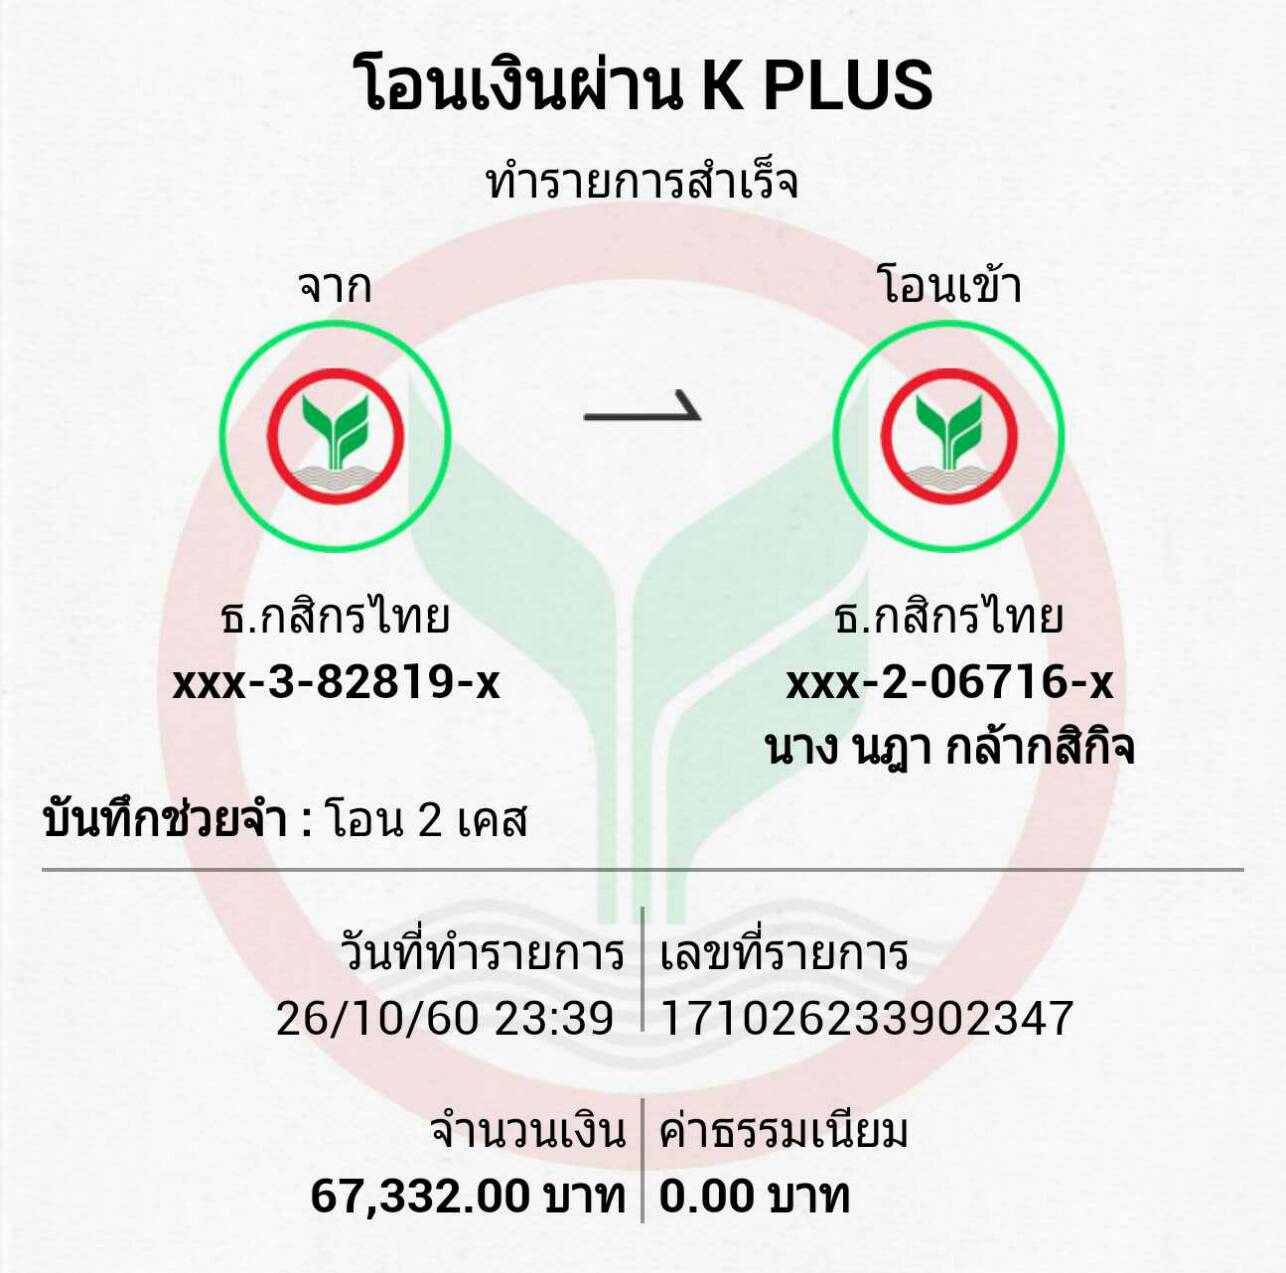 โอนเงินผ่าน K PLUS
ทำรายการสำเร็จ
จาก
โอนเข้า
ธ.กสิกรไทย
xxx-3-82819-x
ธ.กสิกรไทย
xxx-2-06716-x
นาง นฎา กล้ากสิกิจ
บันทึกช่วยจำ : โอน 2 เคส
วันที่ทำรายการ
26/10/60 23:39
เลขที่รายการ
171026233902347
จำนวนเงิน
67,332.00 บาท
ค่าธรรมเนียม
0.00 บาท